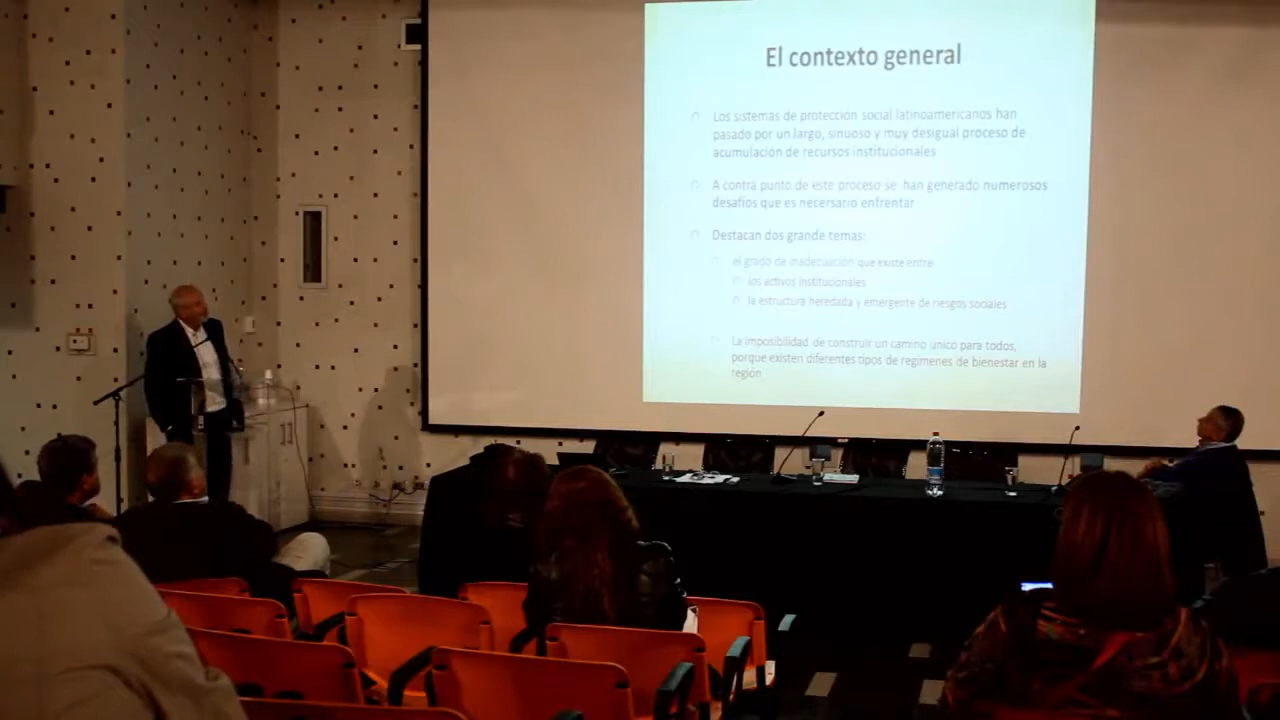 El contexto general
Los sistemas de protección social latinoamericanos han
pasado por un largo, sinuoso y muy desigual proceso de
acumulación de recursos institucionales
A contra punto de este proceso se han generado numerosos
desafíos que es necesario enfrentar
Destacan dos grande temas:
el grado de inadecuación que existe entre
los activos institucionales
la estructura heredada y emergente de riesgos sociales
La imposibilidad de construir un camino único para todos,
porque existen diferentes tipos de regimenes de bienestar en la
región